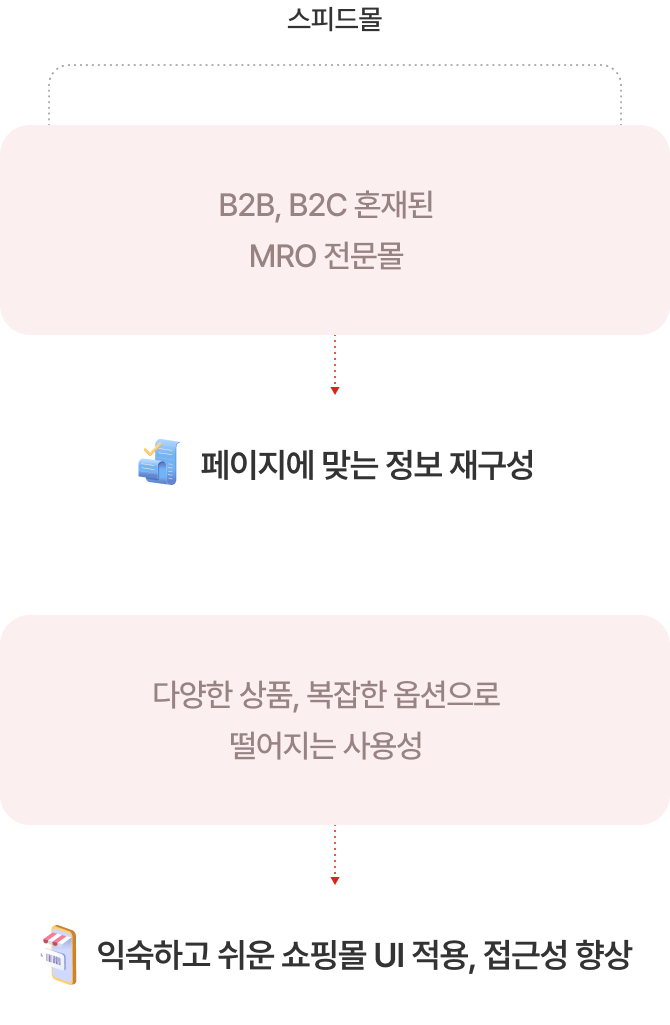 스피드몰
B2B, B2C 혼재된
MRO 전문몰
페이지에 맞는 정보 재구성
다양한 상품, 복잡한 옵션으로
떨어지는 사용성
익숙하고 쉬운 쇼핑몰 UI 적용, 접근성 향상